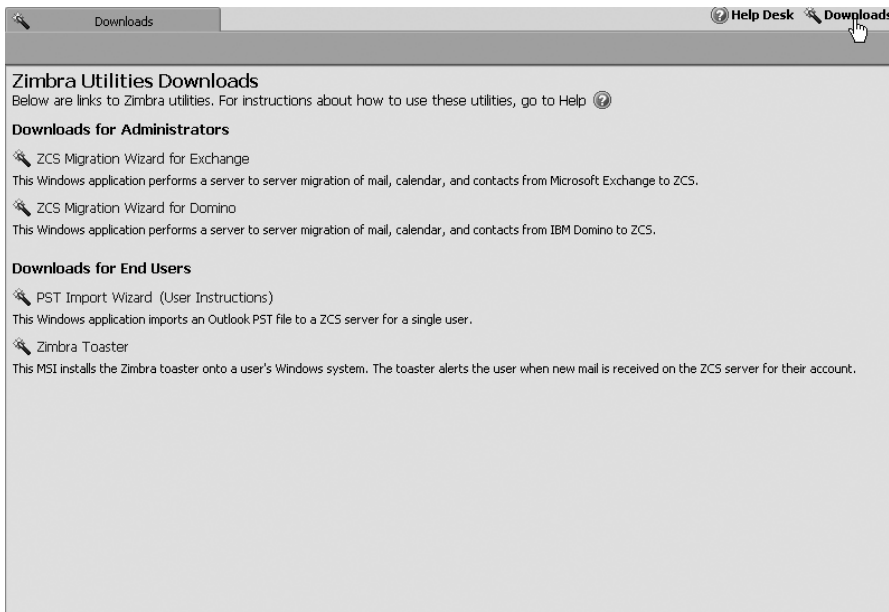 Downloads
Help Desk
Downloads
Zimbra Utilities Downloads
Below are links to Zimbra utilities. For instructions about how to use these utilities, go to Help
Downloads for Administrators
ZCS Migration Wizard for Exchange
This Windows application performs a server to server migration of mail, calendar, and contacts from Microsoft Exchange to ZCS.
ZCS Migration Wizard for Domino
This Windows application performs a server to server migration of mail, calendar, and contacts from IBM Domino to ZCS.
Downloads for End Users
PST Import Wizard (User Instructions)
This Windows application imports an Outlook PST file to a ZCS server for a single user.
Zimbra Toaster
This MSI installs the Zimbra toaster onto a user's Windows system. The toaster alerts the user when new mail is received on the ZCS server for their account.